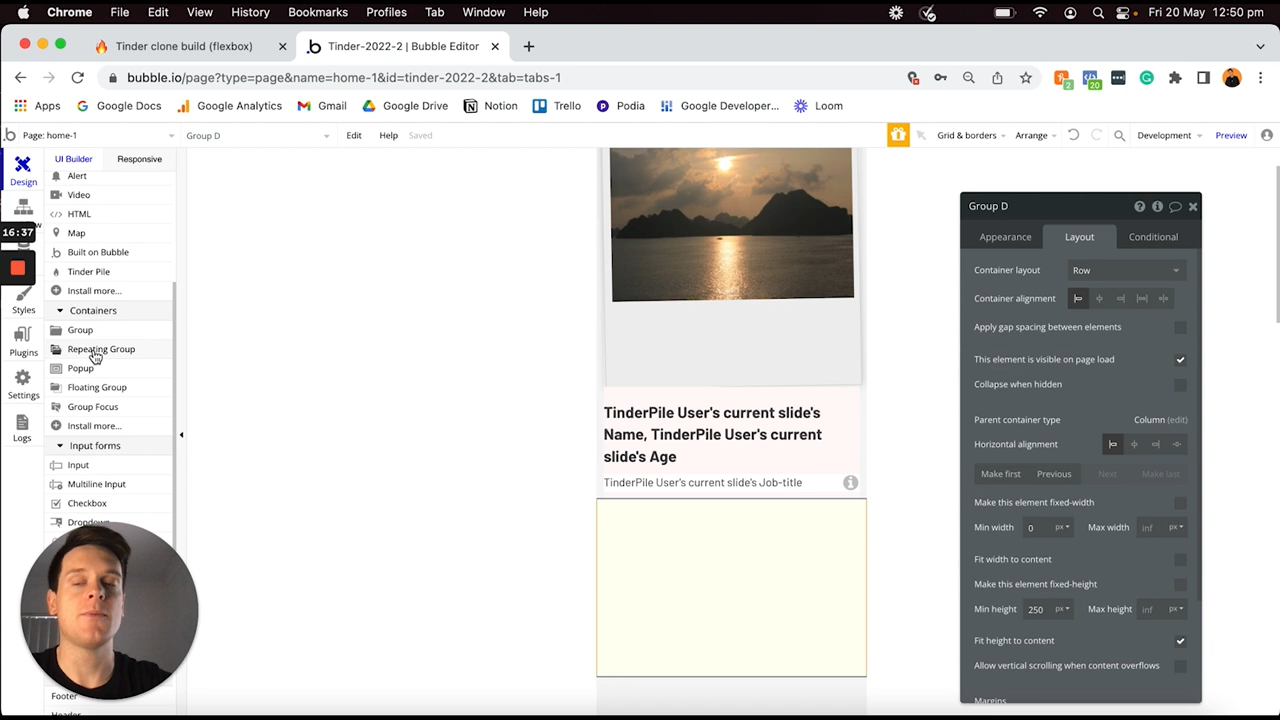 Chrome File Edit View History Bookmarks Profiles Tab Window Help Fri 20 May 12:50 pm
Tinder clone build (flexbox) Tinder-2022-2 | Bubble Editor
bubble.io/page?type=page&name=home-1&id=tinder-2022-2&tab=tabs-1 2 20
Apps Google Docs Google Analytics Gmail Google Drive Notion Trello Podia Google Developer... Loom
Page: home-1 Group D Edit Help Saved Grid & borders Arrange Development Preview
UI Builder Responsive
Design
Alert
Video
HTML
Map
16:37
Built on Bubble
Tinder Pile
Install more...
Styles
Containers
Group
Plugins
Repeating Group
Popup
Settings
Floating Group
Group Focus
Logs
Install more...
Input forms
Input
Multiline Input
Checkbox
Dropdown
Footer
Header
TinderPile User's current slide's
Name, TinderPile User's current
slide's Age
TinderPile User's current slide's Job-title
Group D
Appearance Layout Conditional
Container layout Row
Container alignment
Apply gap spacing between elements
This element is visible on page load
Collapse when hidden
Parent container type Column (edit)
Horizontal alignment
Make first Previous Next Make last
Make this element fixed-width
Min width 0 px Max width inf px
Fit width to content
Make this element fixed-height
Min height 250 px Max height inf px
Fit height to content
Allow vertical scrolling when content overflows
Margins